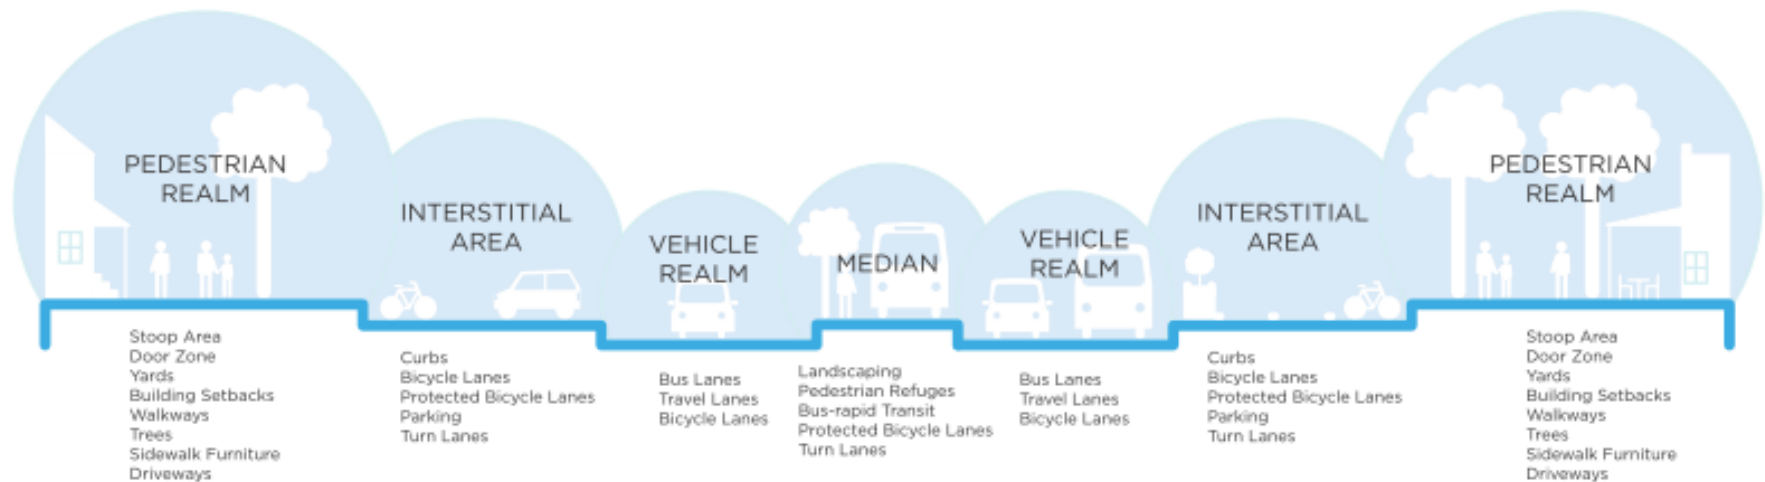 PEDESTRIAN
REALM
INTERSTITIAL
AREA
VEHICLE
REALM
MEDIAN
VEHICLE
REALM
INTERSTITIAL
AREA
PEDESTRIAN
REALM
Stoop Area
Door Zone
Yards
Building Setbacks
Walkways
Trees
Sidewalk Furniture
Driveways
Curbs
Bicycle Lanes
Protected Bicycle Lanes
Parking
Turn Lanes
Bus Lanes
Travel Lanes
Bicycle Lanes
Landscaping
Pedestrian Refuges
Bus-rapid Transit
Protected Bicycle Lanes
Turn Lanes
Bus Lanes
Travel Lanes
Bicycle Lanes
Curbs
Bicycle Lanes
Protected Bicycle Lanes
Parking
Turn Lanes
Stoop Area
Door Zone
Yards
Building Setbacks
Walkways
Trees
Sidewalk Furniture
Driveways